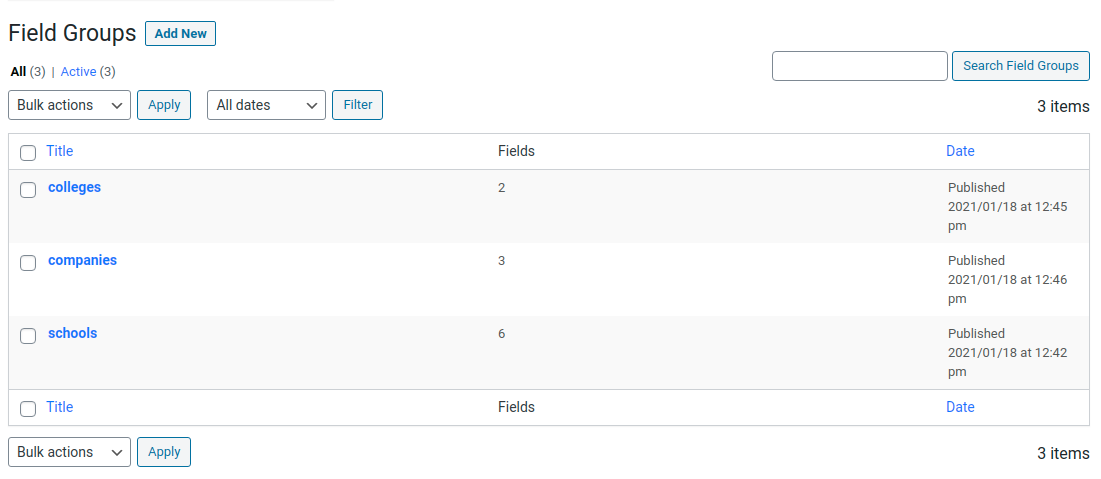 Field Groups Add New
All (3) | Active (3)
Search Field Groups
Bulk actions Apply All dates Filter 3 items
Title Fields Date
colleges 2 Published
2021/01/18 at 12:45
pm
companies 3 Published
2021/01/18 at 12:46
pm
schools 6 Published
2021/01/18 at 12:42
pm
Title Fields Date
Bulk actions Apply 3 items